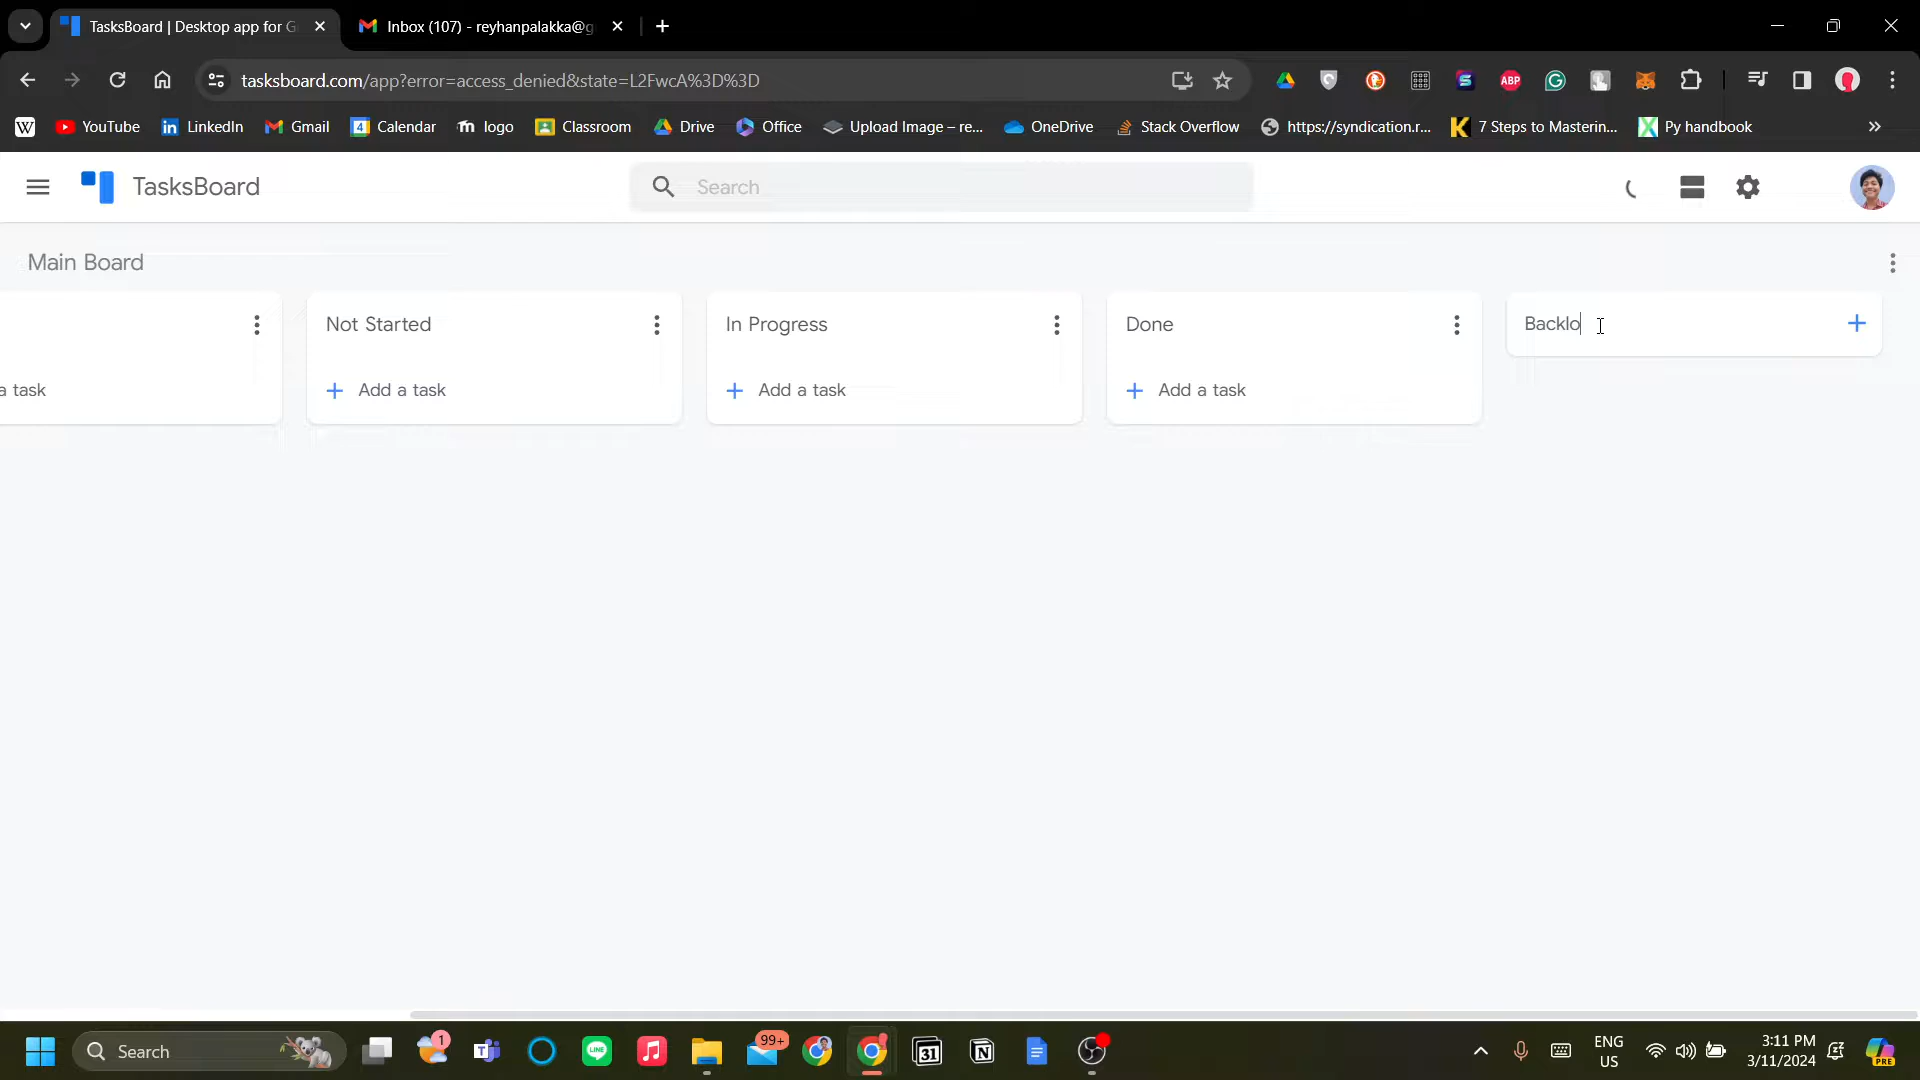 TasksBoard | Desktop app for G
Inbox (107) - reyhanpalakka@g
tasksboard.com/app?error=access_denied&state=L2FwcA%3D%3D
ABP
W
YouTube
LinkedIn
Gmail
Calendar
logo
Classroom
Drive
Office
Upload Image – re...
OneDrive
Stack Overflow
https://syndication.r...
7 Steps to Masterin...
Py handbook
TasksBoard
Search
Main Board
Not Started
In Progress
Done
Backlo
a task
Add a task
Add a task
Add a task
Search
1
99+
31
ENG
US
3:11 PM
3/11/2024
PRE